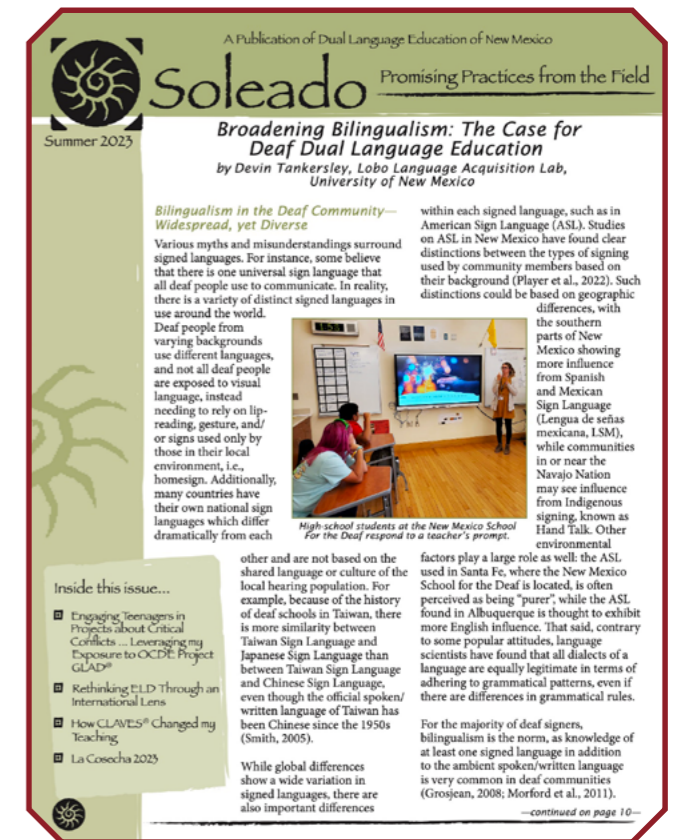 A Publication of Dual Language Education of New Mexico
Soleado
Promising Practices from the Field
Summer 2023
Broadening Bilingualism: The Case for
Deaf Dual Language Education
by Devin Tankersley, Lobo Language Acquisition Lab,
University of New Mexico
Bilingualism in the Deaf Community—
Widespread, yet Diverse
Various myths and misunderstandings surround
signed languages. For instance, some believe
that there is one universal sign language that
all deaf people use to communicate. In reality,
there is a variety of distinct signed languages in
use around the world.
Deaf people from
varying backgrounds
use different languages,
and not all deaf people
are exposed to visual
language, instead
needing to rely on lip-
reading, gesture, and/
or signs used only by
those in their local
environment, i.e.,
homesign. Additionally,
many countries have
their own national sign
languages which differ
dramatically from each
other and are not based on the
shared language or culture of the
local hearing population. For
example, because of the history
of deaf schools in Taiwan, there
is more similarity between
Taiwan Sign Language and
Japanese Sign Language than
between Taiwan Sign Language
and Chinese Sign Language,
even though the official spoken/
written language of Taiwan has
been Chinese since the 1950s
(Smith, 2005).
While global differences
show a wide variation in
signed languages, there are
also important differences
within each signed language, such as in
American Sign Language (ASL). Studies
on ASL in New Mexico have found clear
distinctions between the types of signing
used by community members based on
their background (Player et al., 2022). Such
distinctions could be based on geographic
differences, with
the southern
parts of New
Mexico showing
more influence
from Spanish
and Mexican
Sign Language
(Lengua de señas
mexicana, LSM),
while communities
in or near the
Navajo Nation
may see influence
from Indigenous
signing, known as
Hand Talk. Other
environmental
factors play a large role as well: the ASL
used in Santa Fe, where the New Mexico
School for the Deaf is located, is often
perceived as being "purer", while the ASL
found in Albuquerque is thought to exhibit
more English influence. That said, contrary
to some popular attitudes, language
scientists have found that all dialects of a
language are equally legitimate in terms of
adhering to grammatical patterns, even if
there are differences in grammatical rules.
For the majority of deaf signers,
bilingualism is the norm, as knowledge of
at least one signed language in addition
to the ambient spoken/written language
is very common in deaf communities
(Grosjean, 2008; Morford et al., 2011).
—continued on page 10—
High-school students at the New Mexico School
For the Deaf respond to a teacher's prompt.
Inside this issue...
Engaging Teenagers in
Projects about Critical
Conflicts ... Leveraging my
Exposure to OCDE Project
GLAD®
Rethinking ELD Through an
International Lens
How CLAVES® Changed my
Teaching
La Cosecha 2023